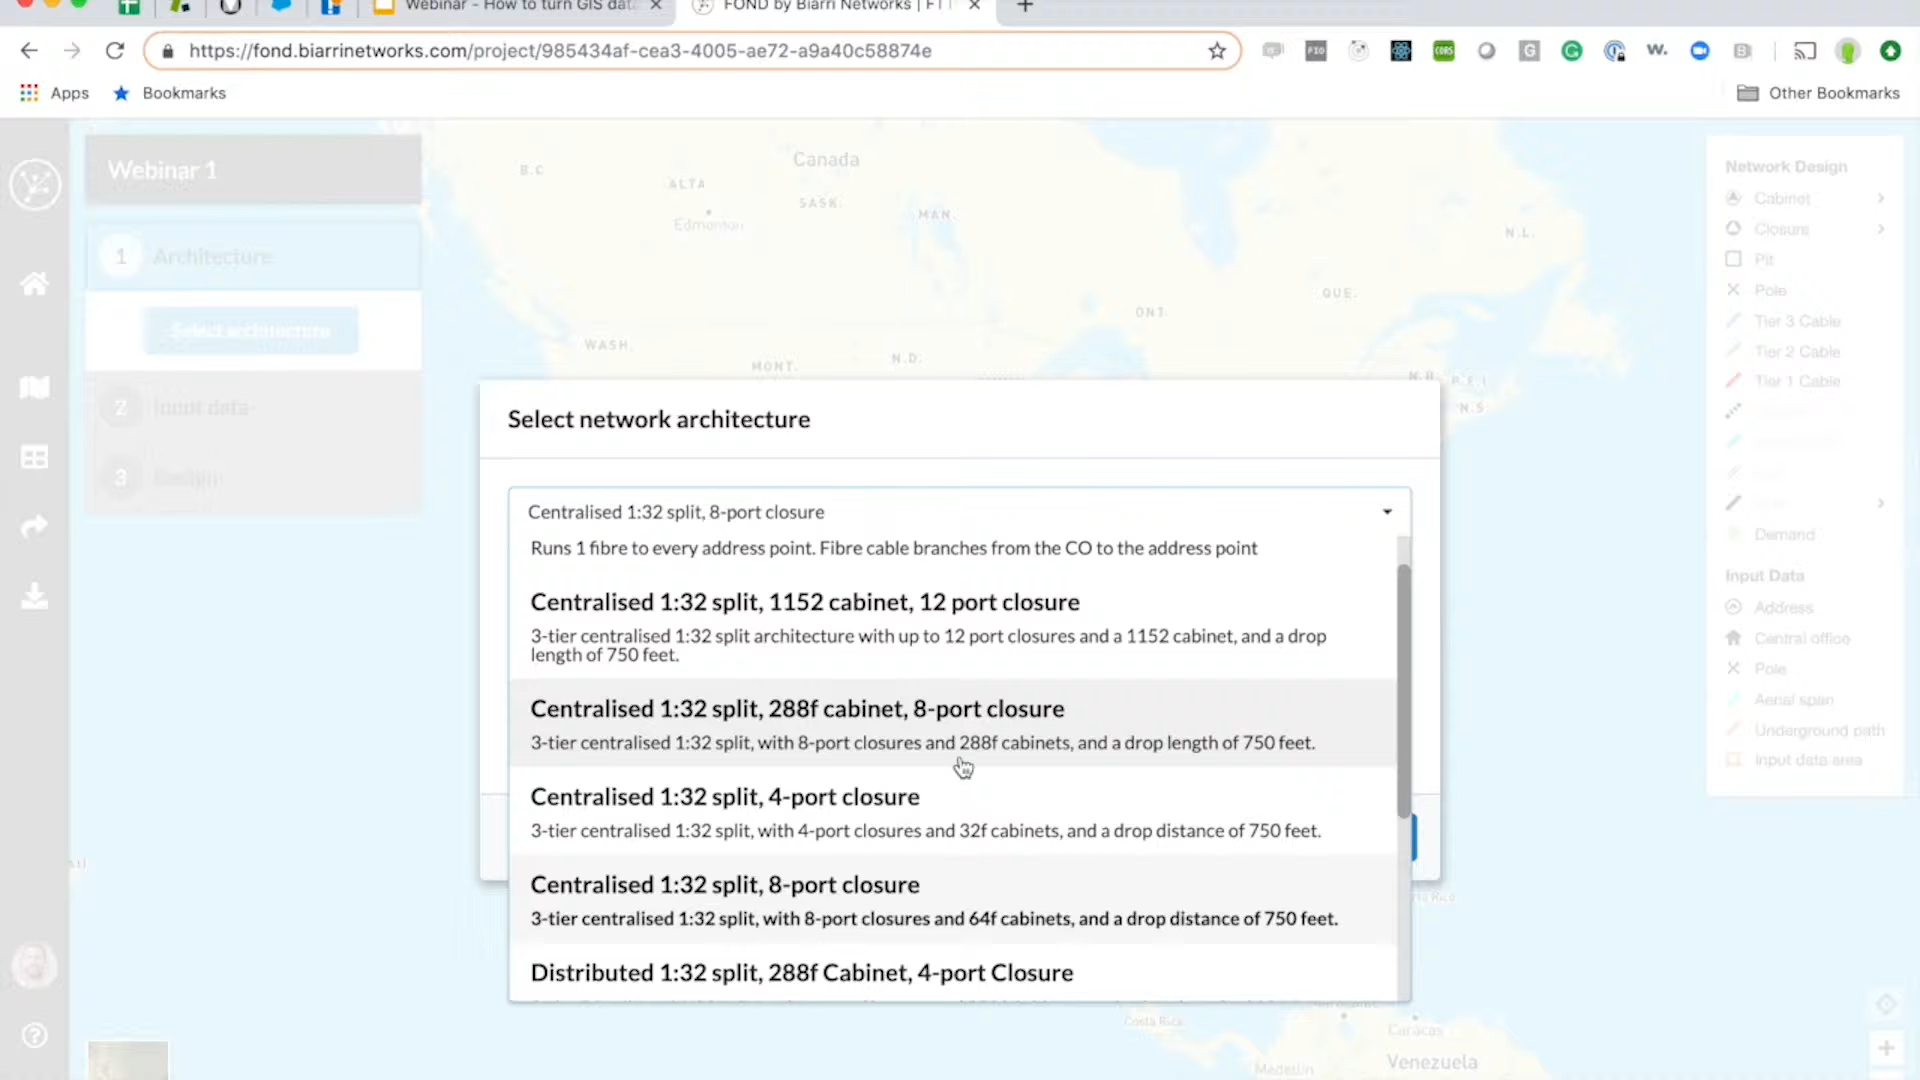 Webinar - How to turn GIS dat
FOND by Biarri Networks | FT
https://fond.biarrinetworks.com/project/985434af-cea3-4005-ae72-a9a40c58874e
Apps
Bookmarks
Other Bookmarks
Webinar 1
1 Architecture
Select architecture
2 Input data
3 Design
Canada
B.C
ALTA
SASK.
MAN.
Edmonton
N.L.
QUE.
ONT.
WASH.
MONT.
N.D.
N.B.
P.E.I.
N.S.
Select network architecture
Centralised 1:32 split, 8-port closure
Runs 1 fibre to every address point. Fibre cable branches from the CO to the address point
Centralised 1:32 split, 1152 cabinet, 12 port closure
3-tier centralised 1:32 split architecture with up to 12 port closures and a 1152 cabinet, and a drop
length of 750 feet.
Centralised 1:32 split, 288f cabinet, 8-port closure
3-tier centralised 1:32 split, with 8-port closures and 288f cabinets, and a drop length of 750 feet.
Centralised 1:32 split, 4-port closure
3-tier centralised 1:32 split, with 4-port closures and 32f cabinets, and a drop distance of 750 feet.
Centralised 1:32 split, 8-port closure
3-tier centralised 1:32 split, with 8-port closures and 64f cabinets, and a drop distance of 750 feet.
Distributed 1:32 split, 288f Cabinet, 4-port Closure
Costa Rica
Caracas
Medellín
Venezuela
Network Design
Cabinet
Closure
Pit
Pole
Tier 3 Cable
Tier 2 Cable
Tier 1 Cable
Demand
Input Data
Address
Central office
Pole
Aerial span
Underground path
Input data area